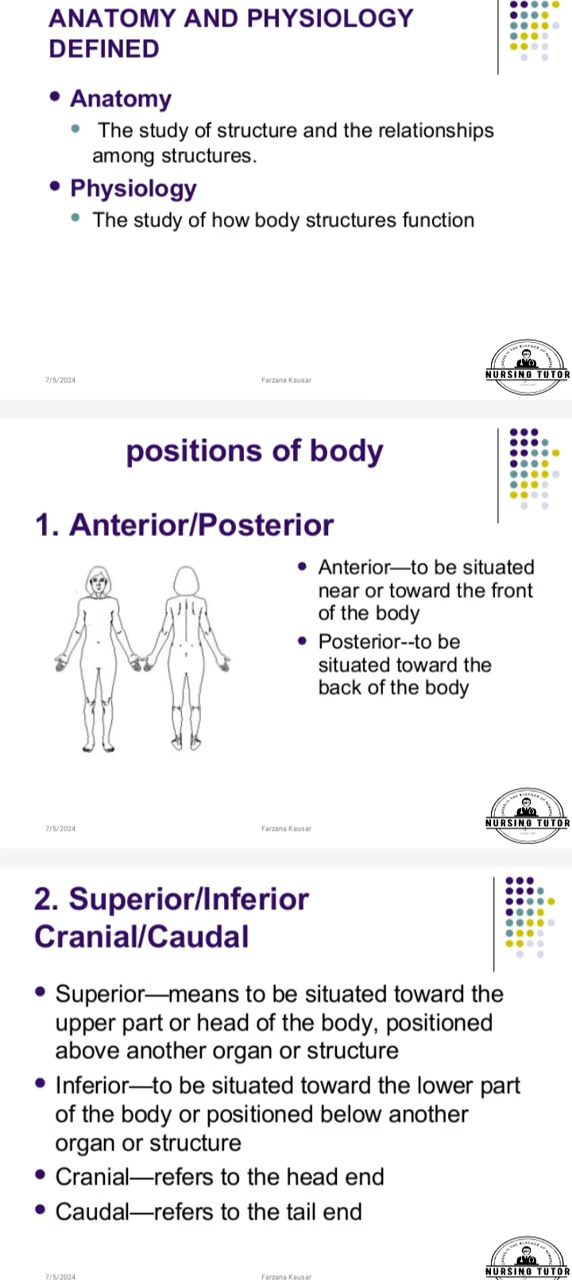 ANATOMY AND PHYSIOLOGY
DEFINED
• Anatomy
• The study of structure and the relationships
among structures.
• Physiology
• The study of how body structures function
7/5/2024
Farzana Kausar
NURSING TUTOR
positions of body
1. Anterior/Posterior
• Anterior—to be situated
near or toward the front
of the body
• Posterior--to be
situated toward the
back of the body
7/5/2024
Farzana Kausar
NURSING TUTOR
2. Superior/Inferior
Cranial/Caudal
• Superior—means to be situated toward the
upper part or head of the body, positioned
above another organ or structure
• Inferior—to be situated toward the lower part
of the body or positioned below another
organ or structure
• Cranial—refers to the head end
• Caudal—refers to the tail end
7/5/2024
Farzana Kausar
NURSING TUTOR